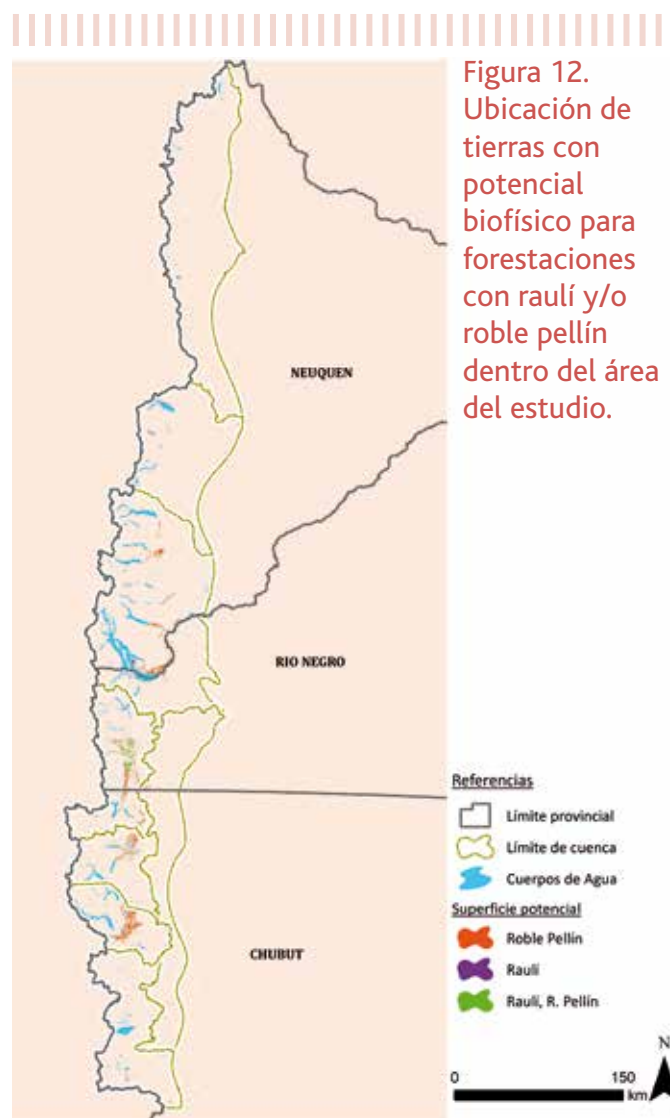 Figura 12.
Ubicación de
tierras con
potencial
biofísico para
forestaciones
con raulí y/o
roble pellín
dentro del área
del estudio.
NEUQUEN
RIO NEGRO
CHUBUT
Referencias
Límite provincial
Límite de cuenca
Cuerpos de Agua
Superficie potencial
Roble Pellín
Raulí
Raulí, R. Pellín
N
0 150
km